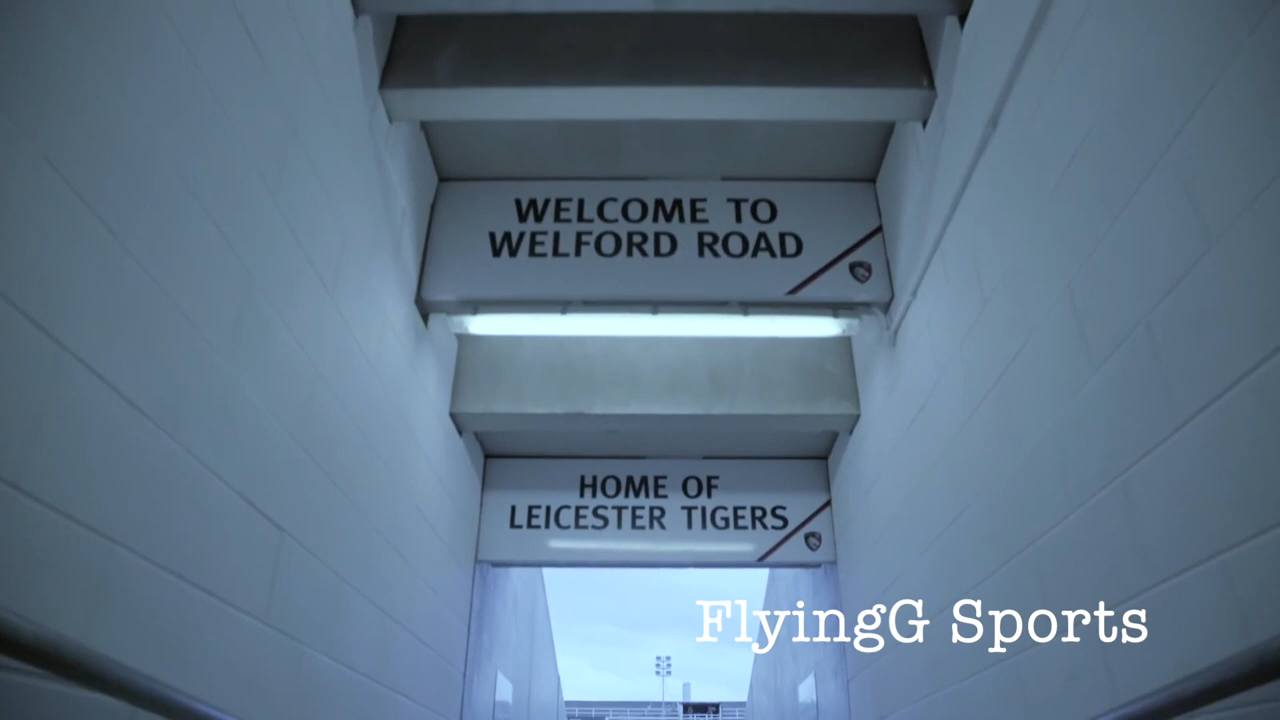 WELCOME TO
WELFORD ROAD
HOME OF
LEICESTER TIGERS
FlyingG Sports